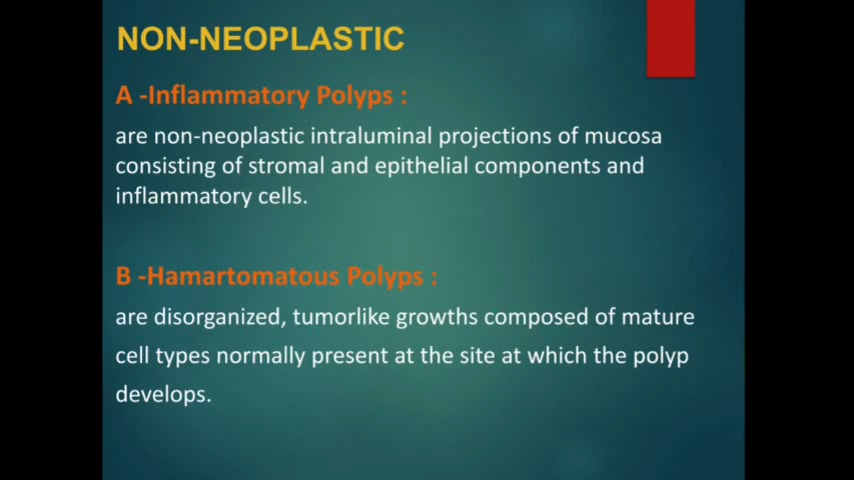 NON-NEOPLASTIC
A -Inflammatory Polyps :
are non-neoplastic intraluminal projections of mucosa
consisting of stromal and epithelial components and
inflammatory cells.
B -Hamartomatous Polyps :
are disorganized, tumorlike growths composed of mature
cell types normally present at the site at which the polyp
develops.